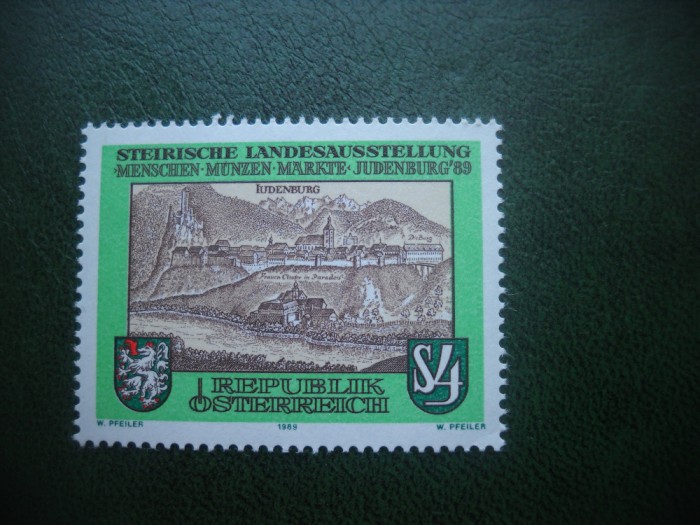 STEIRISCHE LANDESAUSSTELLUNG
›MENSCHEN·MÜNZEN·MÄRKTE‹ JUDENBURG '89
IUDENBURG
S4
REPUBLIK
ÖSTERREICH
W. PFEILER
1989
W. PFEILER